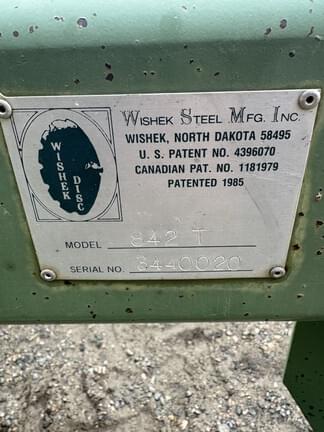 WISHEK STEEL MFG. INC.
WISHEK, NORTH DAKOTA 58495
U. S. PATENT NO. 4396070
CANADIAN PAT. NO. 1181979
PATENTED 1985
WISHEK
DISC
MODEL 842 T
SERIAL NO. 8440020